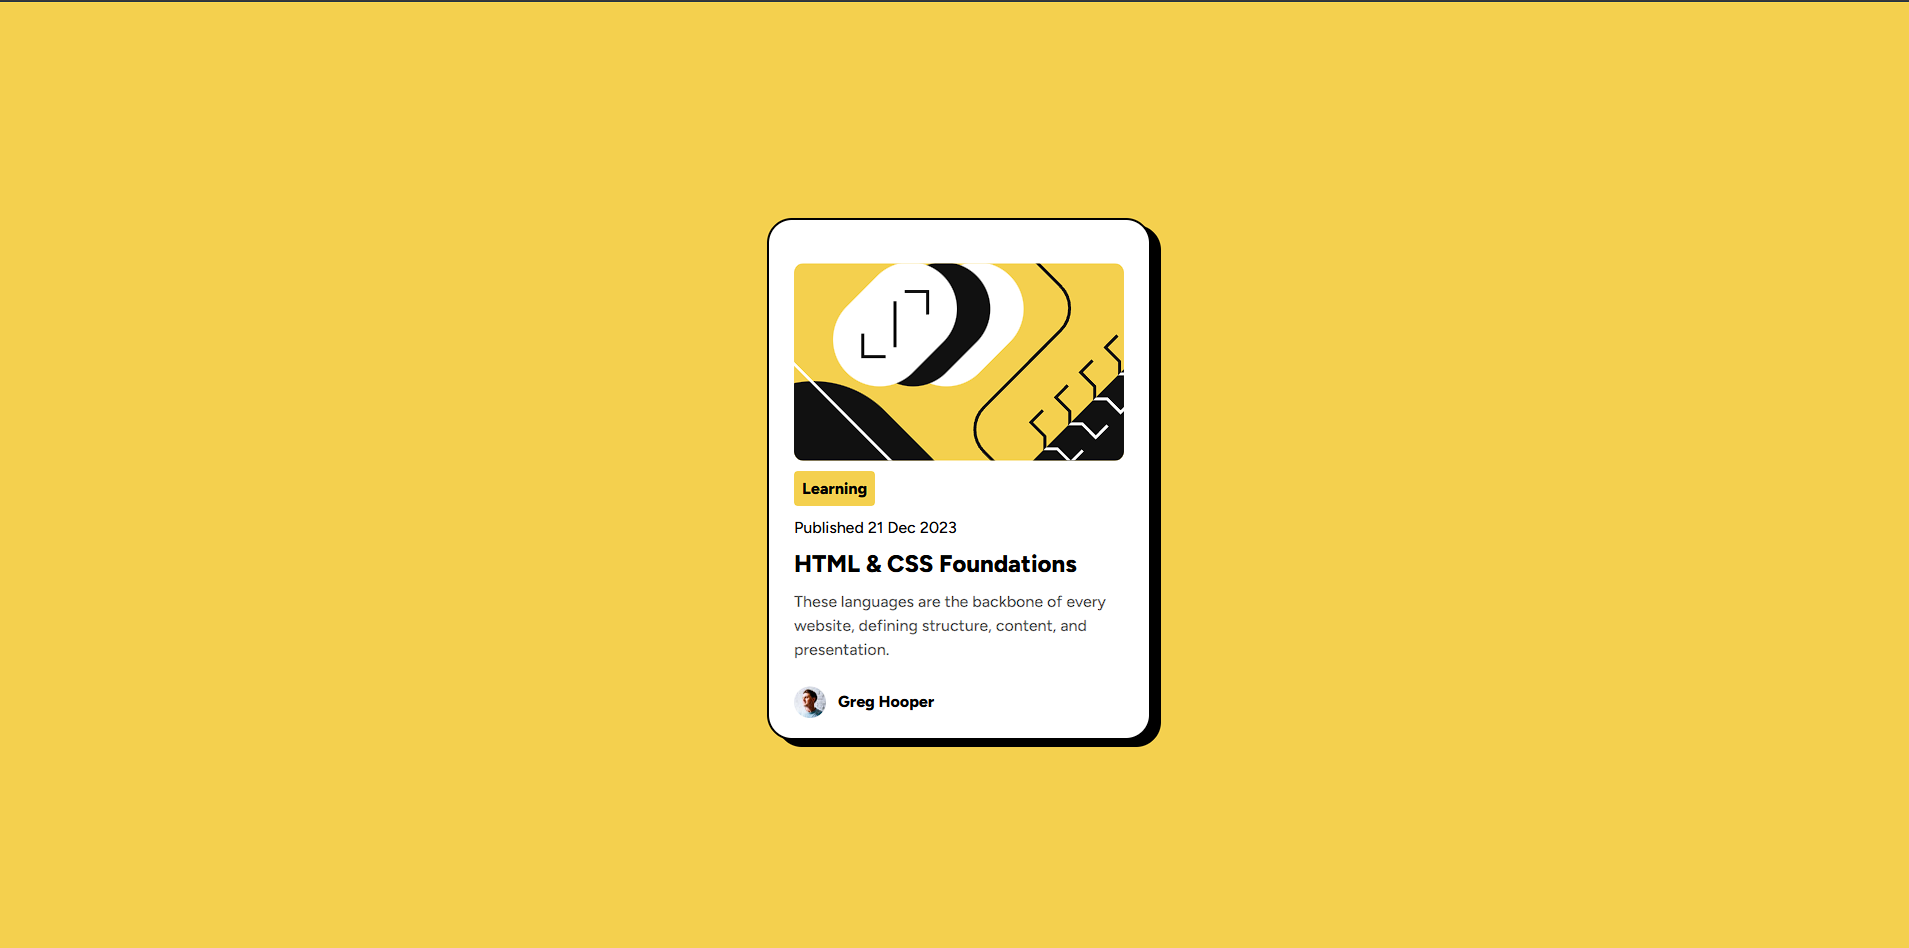 Learning
Published 21 Dec 2023
HTML & CSS Foundations
These languages are the backbone of every
website, defining structure, content, and
presentation.
Greg Hooper